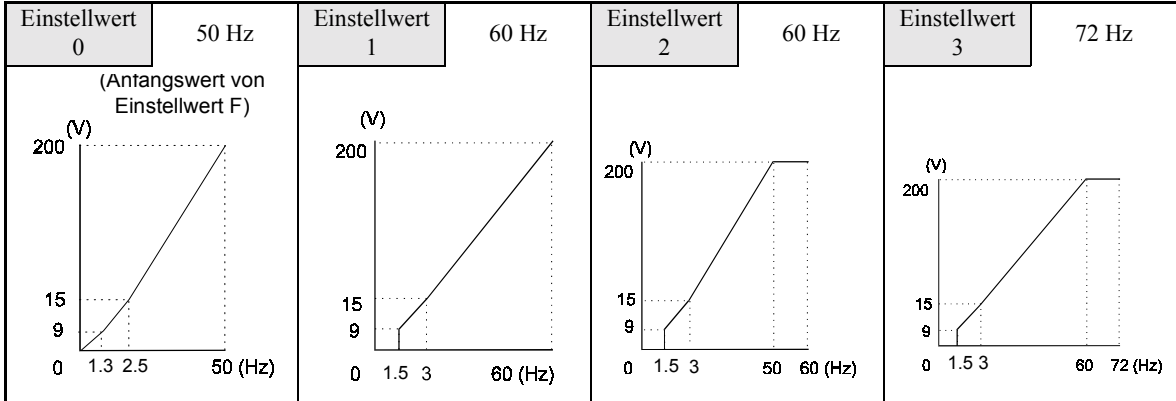 Einstellwert
0
50 Hz
(Anfangswert von
Einstellwert F)
(V)
200
15
9
0
1.3
2.5
50 (Hz)
Einstellwert
1
60 Hz
(V)
200
15
9
0
1.5
3
60 (Hz)
Einstellwert
2
60 Hz
(V)
200
15
9
0
1.5
3
50
60 (Hz)
Einstellwert
3
72 Hz
(V)
200
15
9
0
1.5
3
60
72 (Hz)